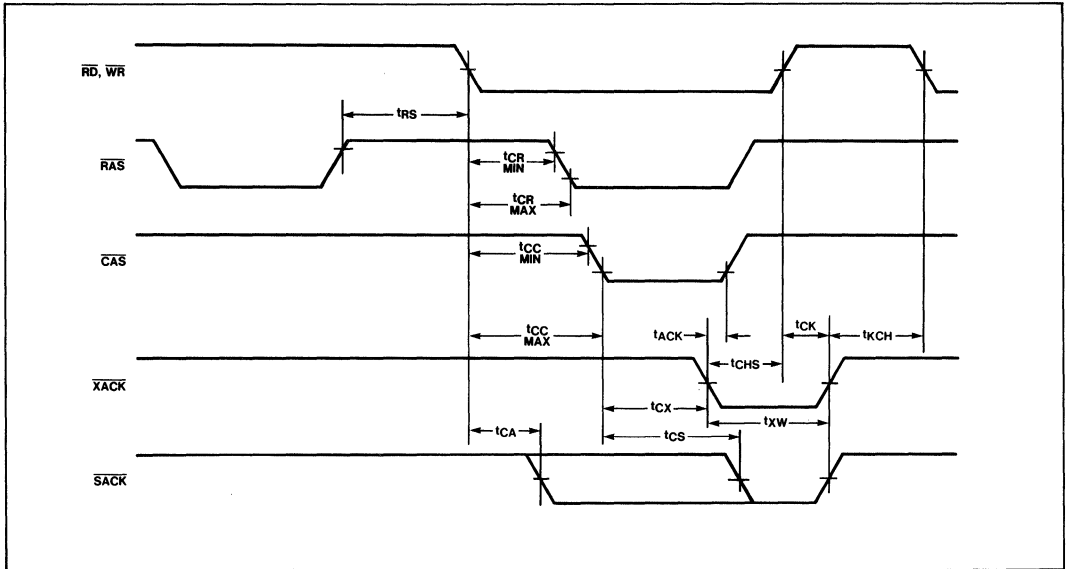 RD, WR
tRS
RAS
tCR
MIN
tCR
MAX
CAS
tCC
MIN
tCC
MAX
tACK
tCK
tKCH
tCHS
XACK
tCX
tXW
tCA
tCS
SACK